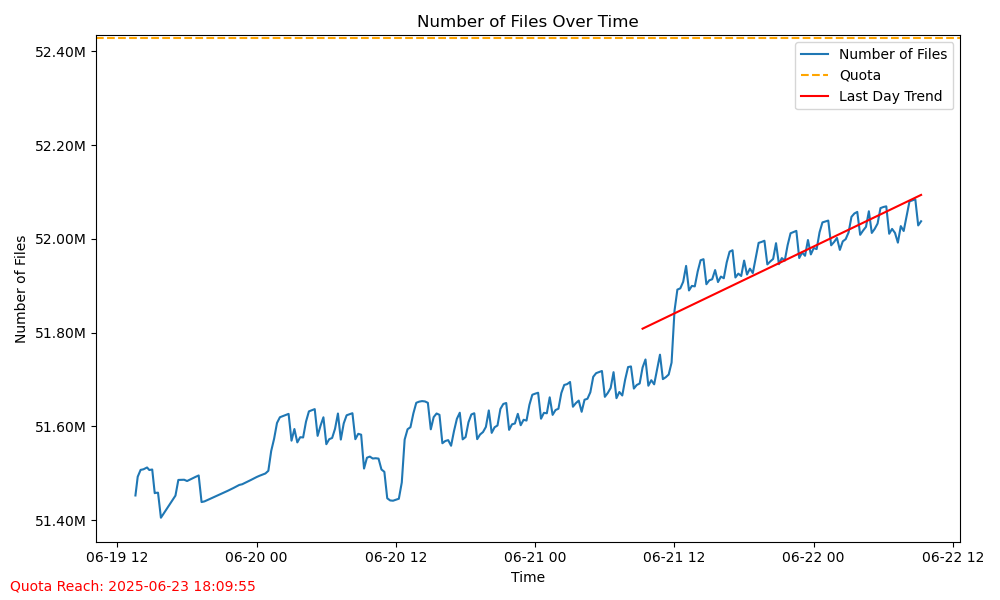 Number of Files Over Time
Number of Files
Quota
Last Day Trend
52.40M
52.20M
52.00M
51.80M
51.60M
51.40M
Number of Files
06-19 12
06-20 00
06-20 12
06-21 00
06-21 12
06-22 00
06-22 12
Time
Quota Reach: 2025-06-23 18:09:55